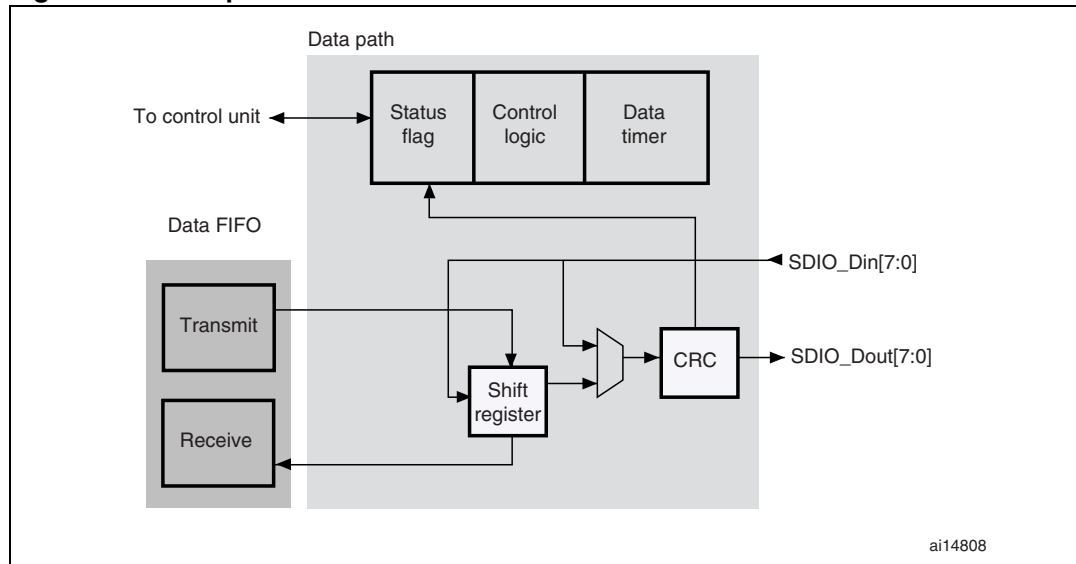 Data path
To control unit
Status
flag
Control
logic
Data
timer
Data FIFO
SDIO_Din[7:0]
Transmit
CRC
SDIO_Dout[7:0]
Shift
register
Receive
ai14808